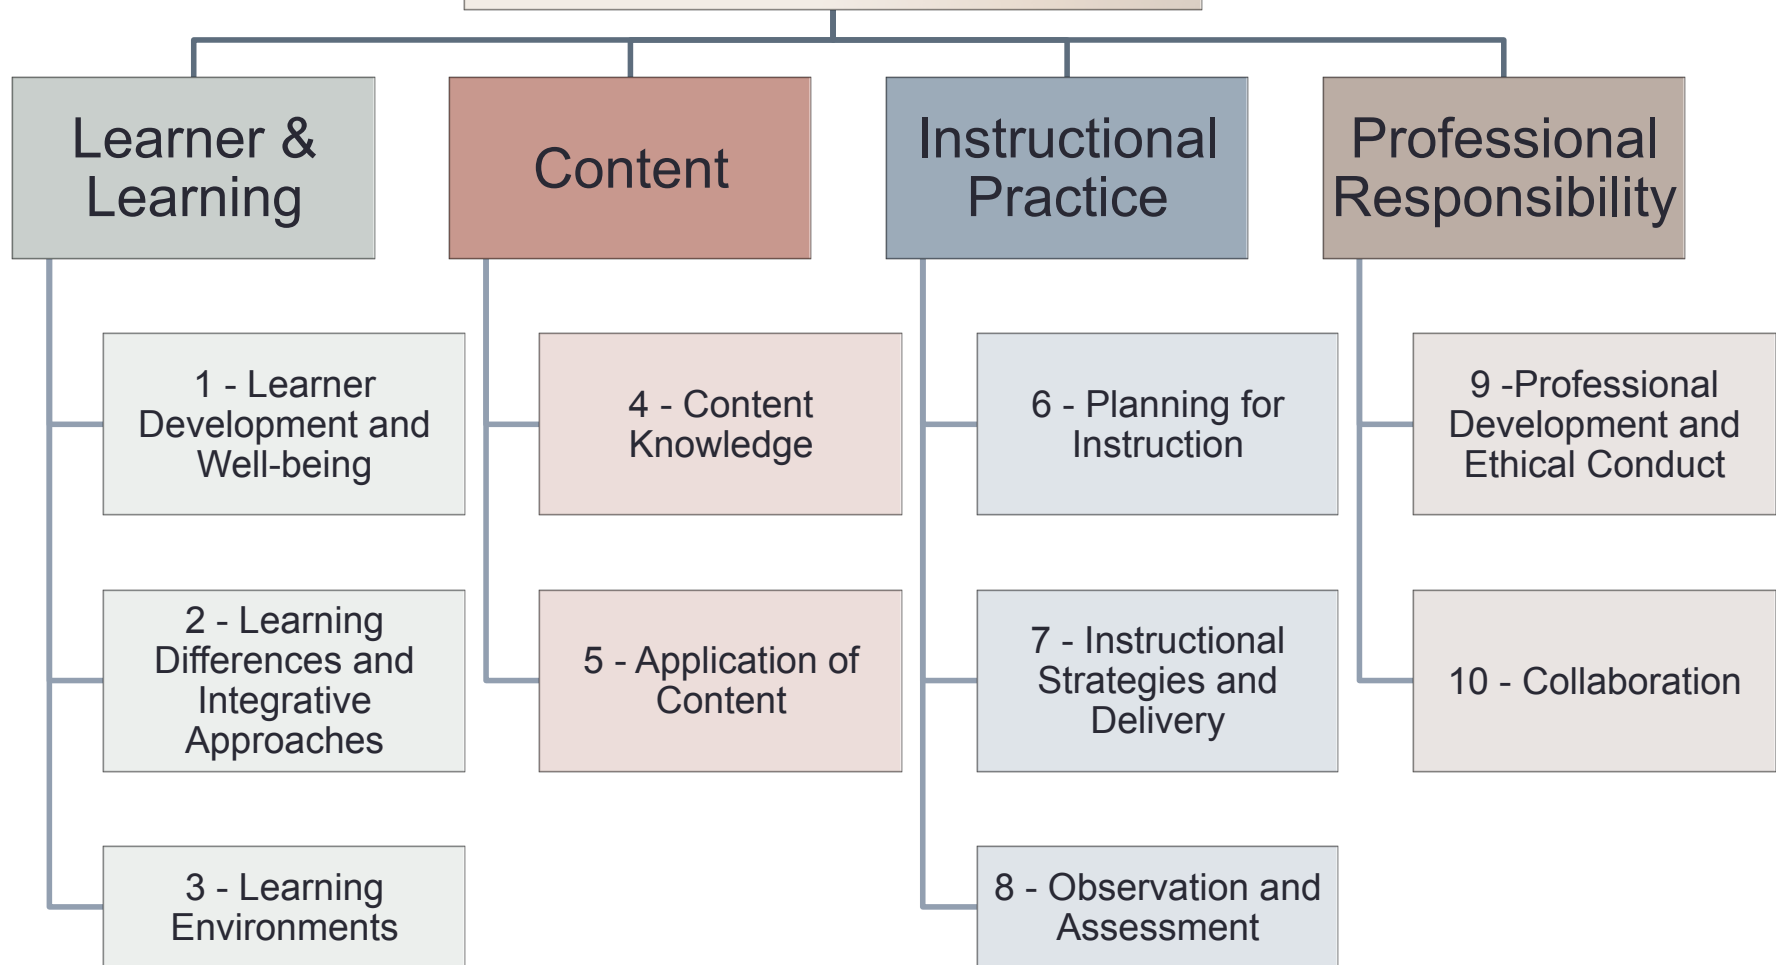 Learner &
Learning
Content
Instructional
Practice
Professional
Responsibility
1 - Learner
Development and
Well-being
4 - Content
Knowledge
6 - Planning for
Instruction
9 -Professional
Development and
Ethical Conduct
2 - Learning
Differences and
Integrative
Approaches
5 - Application of
Content
7 - Instructional
Strategies and
Delivery
10 - Collaboration
3 - Learning
Environments
8 - Observation and
Assessment